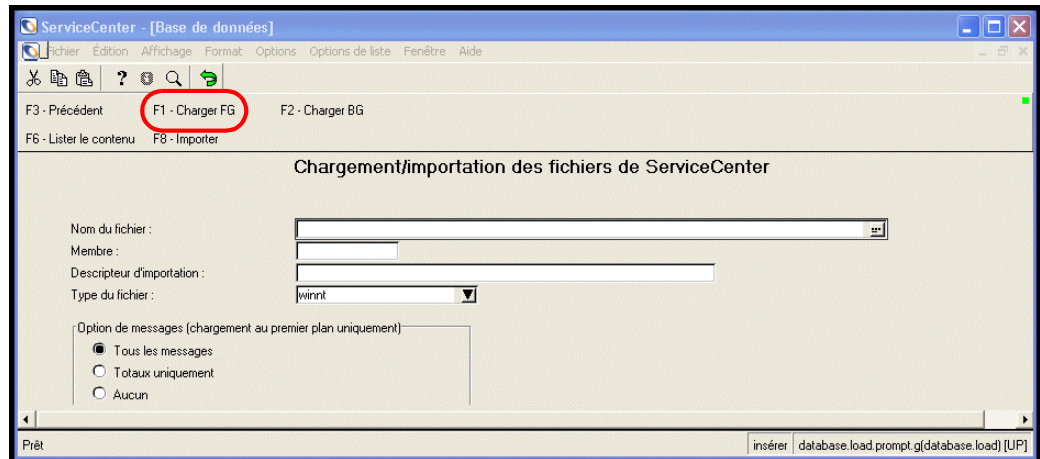 ServiceCenter - [Base de données]
Fichier Édition Affichage Format Options Options de liste Fenêtre Aide
F3 - Précédent F1 - Charger FG F2 - Charger BG
F6 - Lister le contenu F8 - Importer
Chargement/importation des fichiers de ServiceCenter
Nom du fichier :
Membre :
Descripteur d'importation :
Type du fichier : winnt
Option de messages (chargement au premier plan uniquement)
Tous les messages
Totaux uniquement
Aucun
Prêt insérer database.load.prompt.g(database.load) [UP]